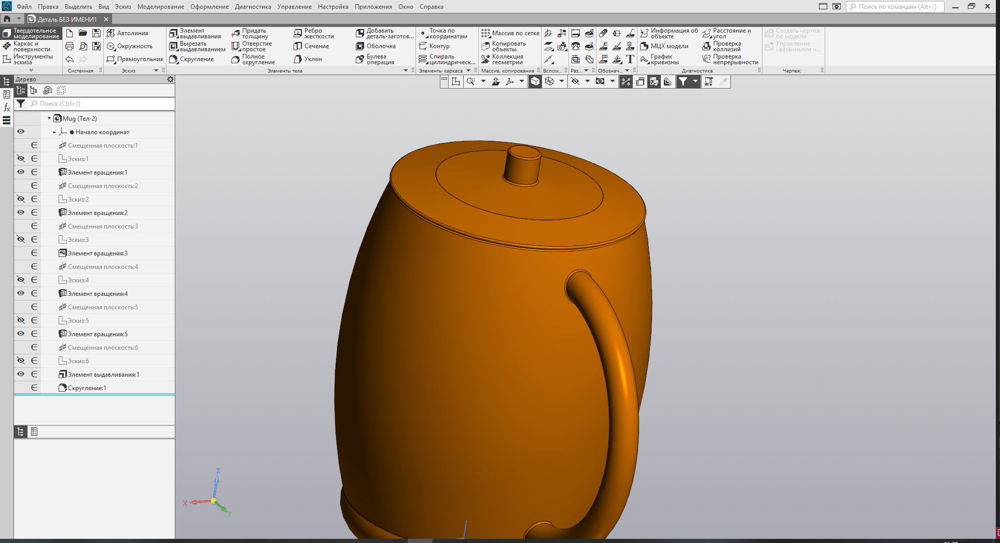 Файл Правка Выделить Вид Эскиз Моделирование Оформление Диагностика Управление Настройка Приложения Окно Справка
Поиск по командам (Alt+/)
Деталь БЕЗ ИМЕНИ1
Твердотельное
моделирование
Каркас и
поверхности
Инструменты
эскиза
Системная
Автолиния
Окружность
Прямоугольник
Эскиз
Элемент
выдавливания
Вырезать
выдавливанием
Скругление
Придать
толщину
Отверстие
простое
Полное
скругление
Ребро
жесткости
Сечение
Уклон
Добавить
деталь-заготов...
Оболочка
Булева
операция
Элементы тела
Точка по
координатам
Контур
Спираль
цилиндрическ...
Элементы каркаса
Массив по сетке
Копировать
объекты
Коллекция
геометрии
Массив, копирование
Вспом...
Раз...
Обознач...
Информация об
объекте
МЦХ модели
График
кривизны
Расстояние и
угол
Проверка
коллизий
Проверка
непрерывности
Диагностика
Создать чертеж
по модели
Управление
связанными ч...
Чертеж
Дерево
Поиск (Ctrl+/)
Mug (Тел-2)
Начало координат
Смещенная плоскость:1
Эскиз:1
Элемент вращения:1
Смещенная плоскость:2
Эскиз:2
Элемент вращения:2
Смещенная плоскость:3
Эскиз:3
Элемент вращения:3
Смещенная плоскость:4
Эскиз:4
Элемент вращения:4
Смещенная плоскость:5
Эскиз:5
Элемент вращения:5
Смещенная плоскость:6
Эскиз:6
Элемент выдавливания:1
Скругление:1
Z
X
Y